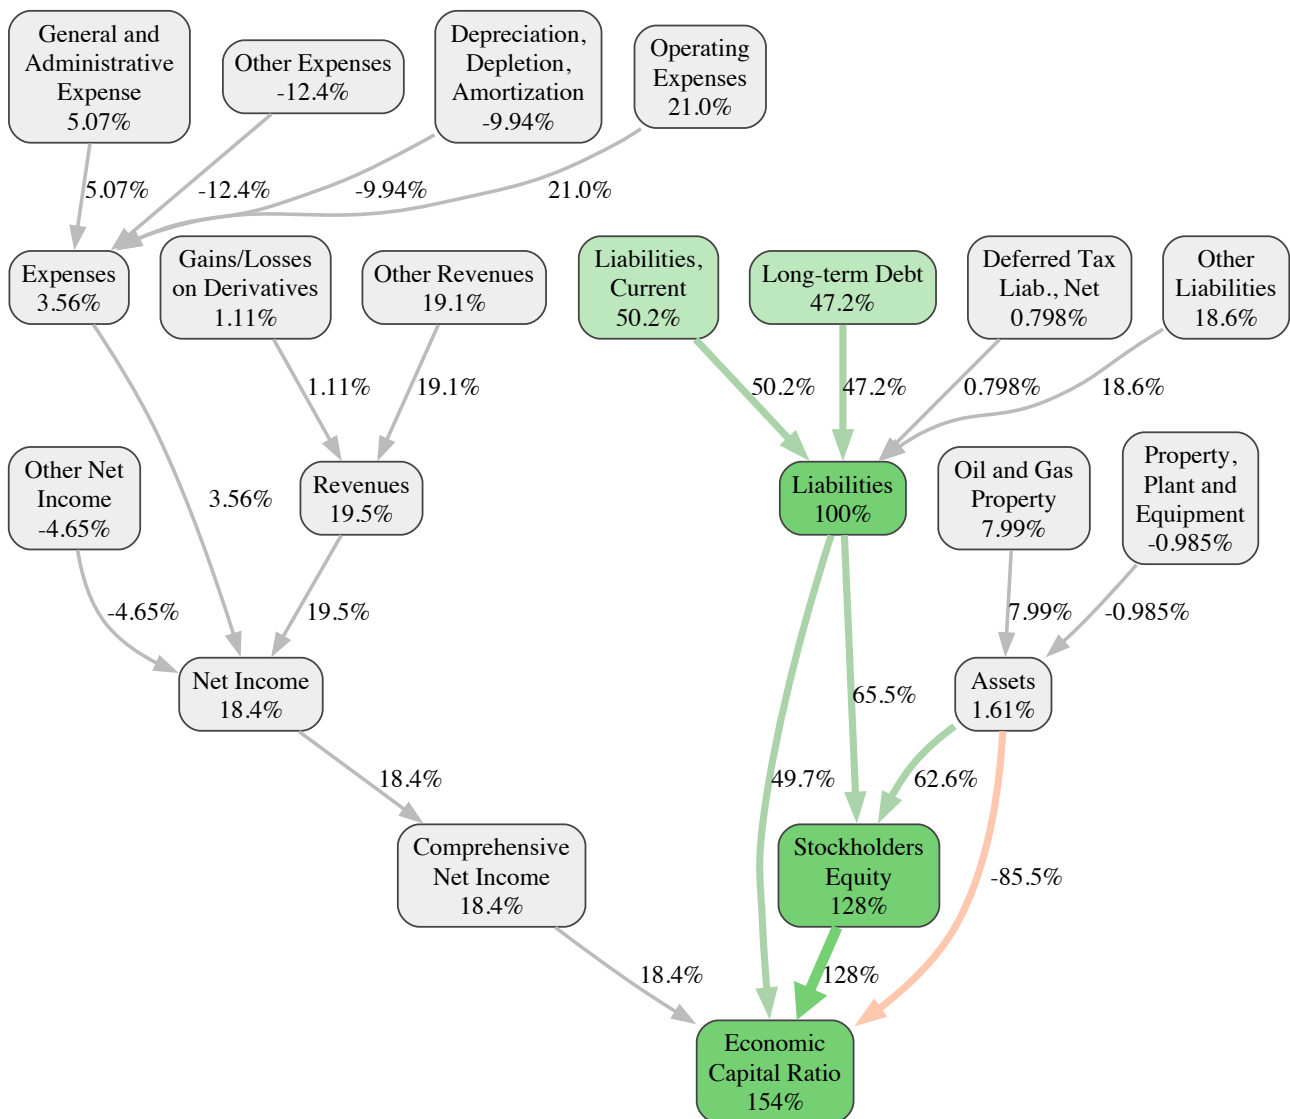 General and
Administrative
Expense
5.07%
Other Expenses
-12.4%
Depreciation,
Depletion,
Amortization
-9.94%
Operating
Expenses
21.0%
5.07%
-12.4%
-9.94%
21.0%
Expenses
3.56%
Gains/Losses
on Derivatives
1.11%
Other Revenues
19.1%
Liabilities,
Current
50.2%
Long-term Debt
47.2%
Deferred Tax
Liab., Net
0.798%
Other
Liabilities
18.6%
1.11%
19.1%
50.2%
47.2%
0.798%
18.6%
Other Net
Income
-4.65%
3.56%
Revenues
19.5%
Liabilities
100%
Oil and Gas
Property
7.99%
Property,
Plant and
Equipment
-0.985%
-4.65%
19.5%
7.99%
-0.985%
Net Income
18.4%
65.5%
Assets
1.61%
18.4%
49.7%
62.6%
Comprehensive
Net Income
18.4%
Stockholders
Equity
128%
-85.5%
18.4%
128%
Economic
Capital Ratio
154%